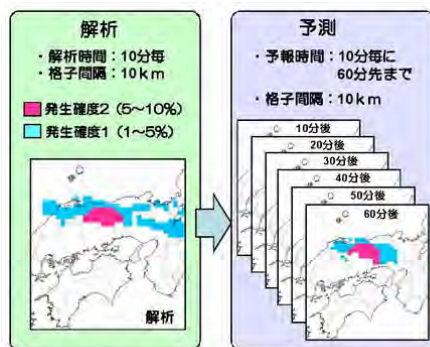 解析
・解析時間：10分毎
・格子間隔：10km
発生確度2（5～10%）
発生確度1（1～5%）
解析
予測
・予報時間：10分毎に
60分先まで
・格子間隔：10km
10分後
20分後
30分後
40分後
50分後
60分後